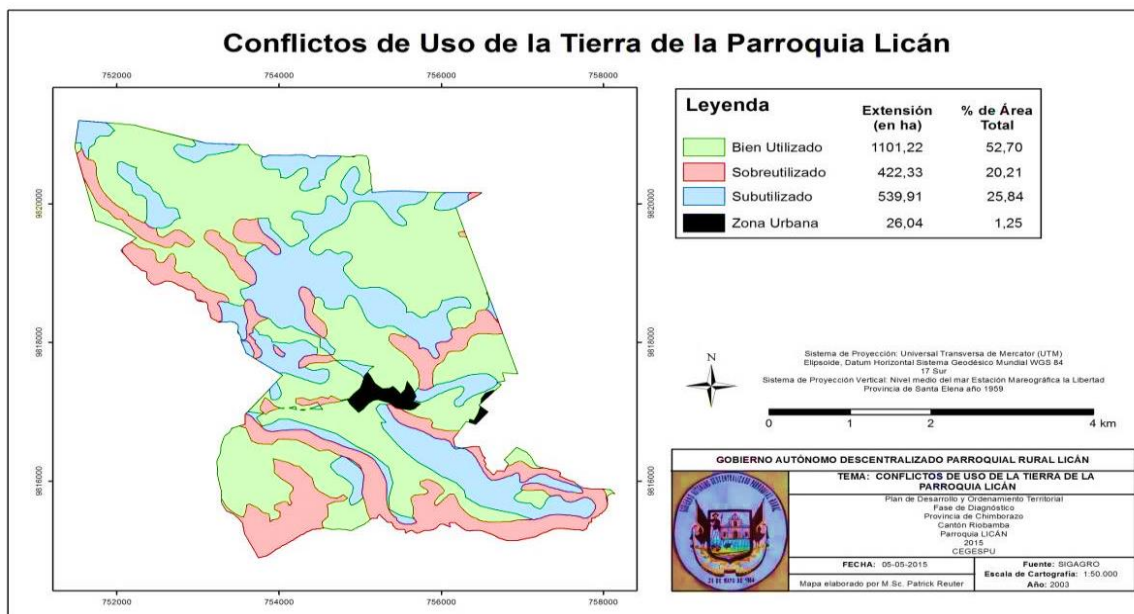 Conflictos de Uso de la Tierra de la Parroquia Licán
752000 754000 756000 758000
9820000
9818000
9816000
9820000
9818000
9816000
752000 754000 756000 758000
Leyenda Extensión (en ha) % de Área Total
Bien Utilizado 1101,22 52,70
Sobreutilizado 422,33 20,21
Subutilizado 539,91 25,84
Zona Urbana 26,04 1,25
N
Sistema de Proyección: Universal Transversa de Mercator (UTM)
Elipsoide, Datum Horizontal Sistema Geodésico Mundial WGS 84
17 Sur
Sistema de Proyección Vertical: Nivel medio del mar Estación Mareográfica la Libertad
Provincia de Santa Elena año 1959
0 1 2 4 km
GOBIERNO AUTÓNOMO DESCENTRALIZADO PARROQUIAL RURAL LICÁN
TEMA: CONFLICTOS DE USO DE LA TIERRA DE LA
PARROQUIA LICÁN
Plan de Desarrollo y Ordenamiento Territorial
Fase de Diagnóstico
Provincia de Chimborazo
Cantón Riobamba
Parroquia LICÁN
2015
CEGESPU
FECHA: 05-05-2015
Mapa elaborado por M.Sc. Patrick Reuter
Fuente: SIGAGRO
Escala de Cartografía: 1:50.000
Año: 2003